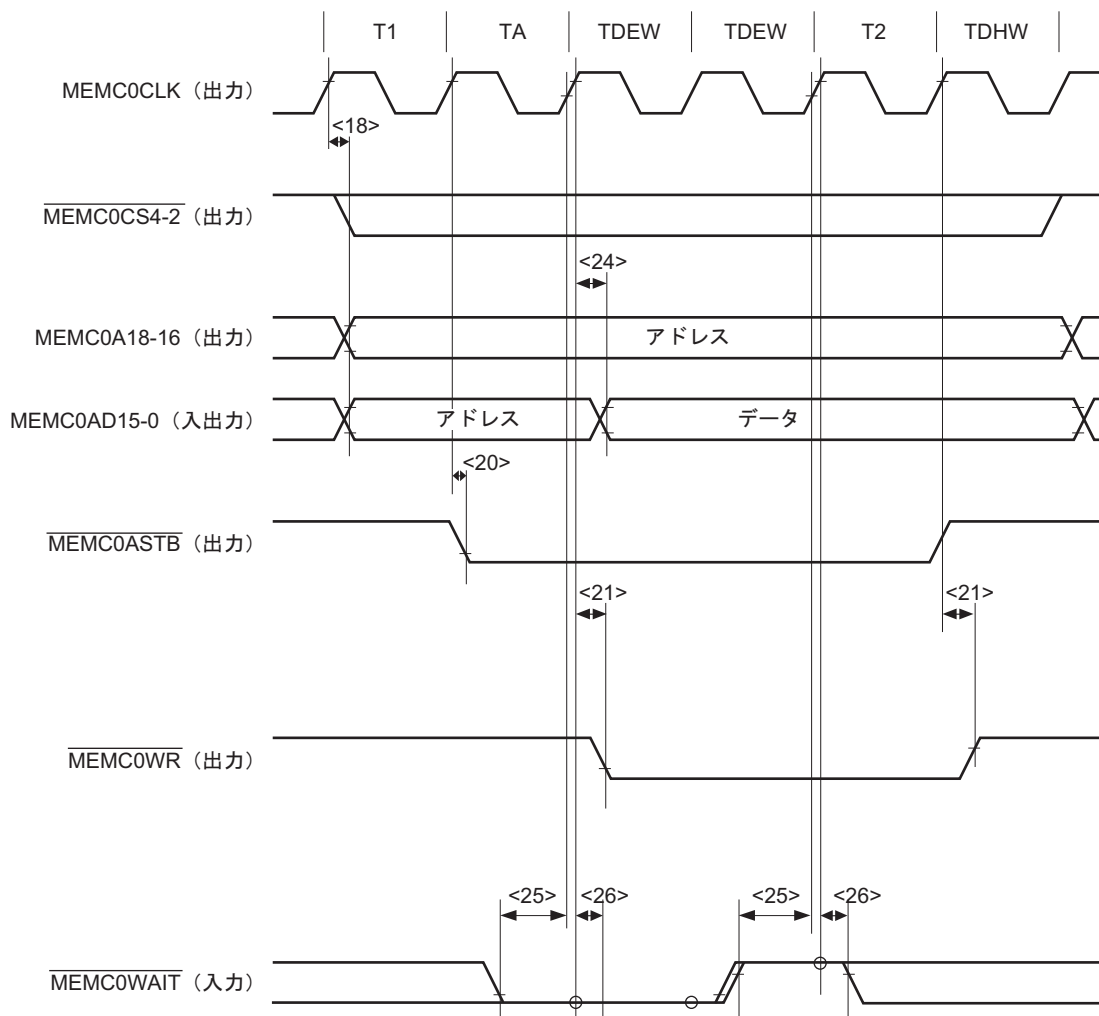 T1 TA TDEW TDEW T2 TDHW
MEMC0CLK（出力）
<18>
MEMC0CS4-2（出力）
<24>
MEMC0A18-16（出力） アドレス
MEMC0AD15-0（入出力） アドレス データ
<20>
MEMC0ASTB（出力）
<21> <21>
MEMC0WR（出力）
<25> <26> <25> <26>
MEMC0WAIT（入力）